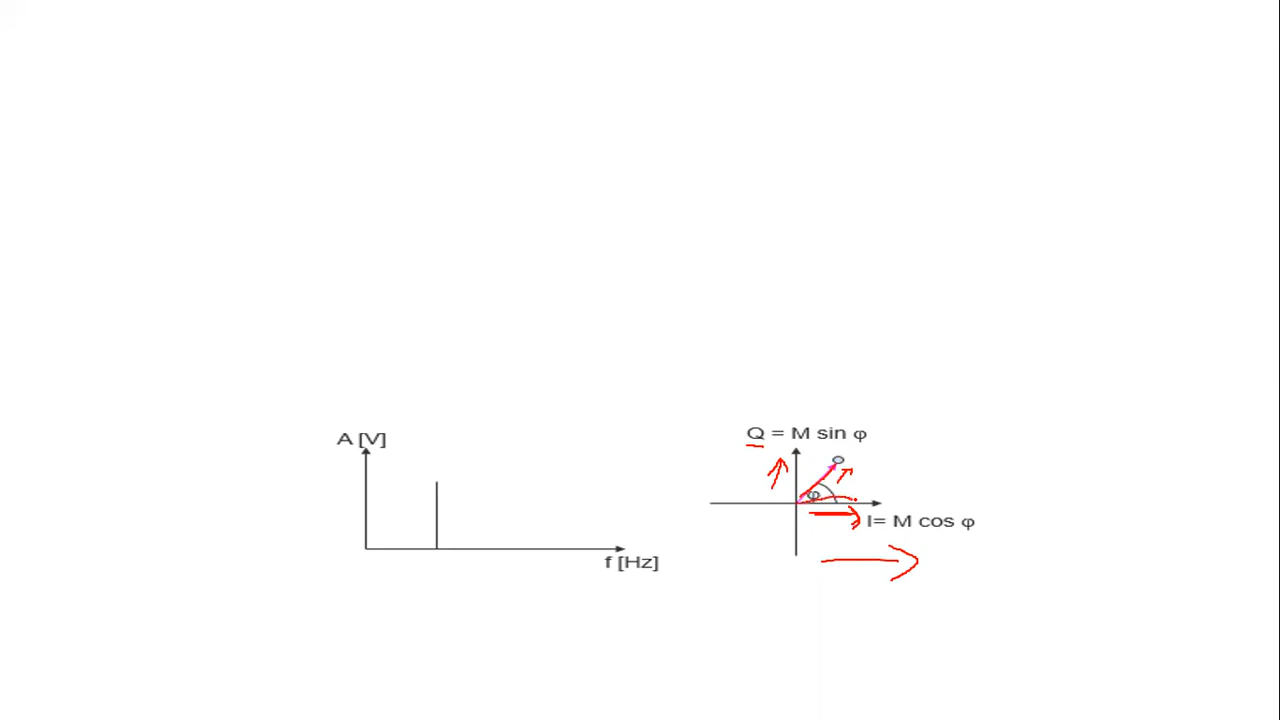 A [V]
f [Hz]
Q = M sin φ
φ
I= M cos φ